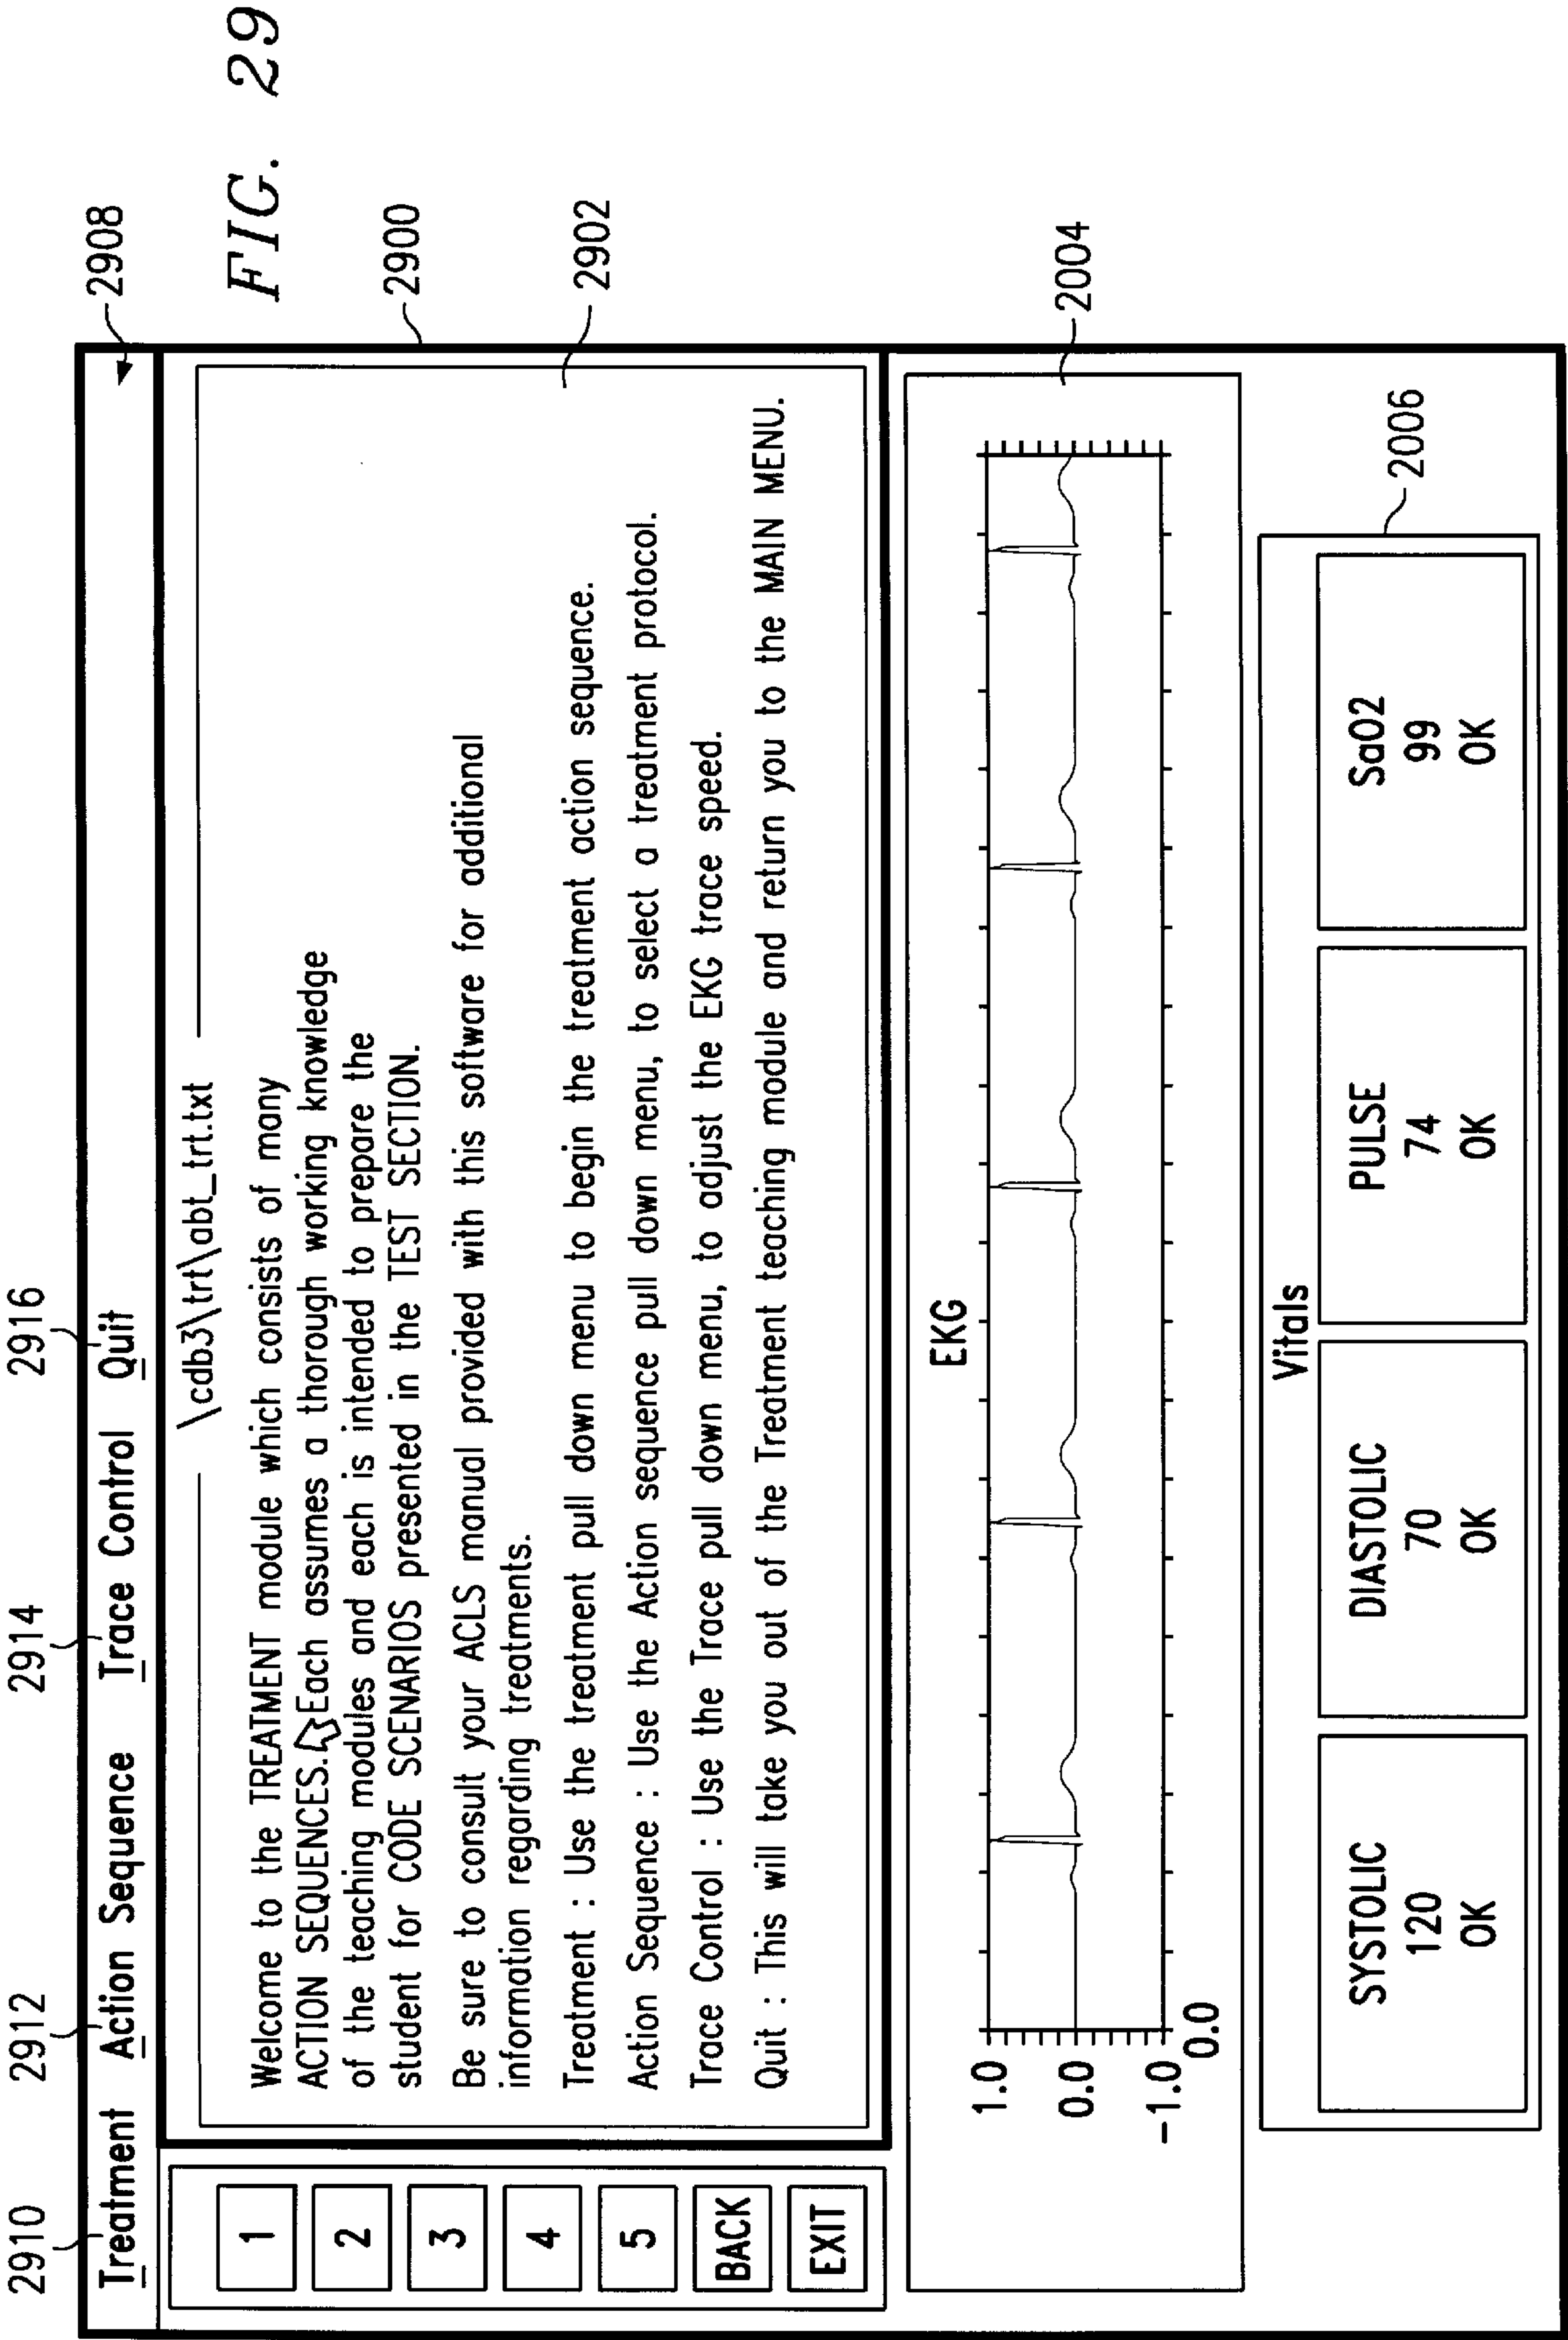 FIG. 29
2910
2912
2914
2916
2908
Treatment Action Sequence Trace Control Quit
2900
\cdb3\trt\abt_trt.txt
1
2
3
4
5
BACK
EXIT
Welcome to the TREATMENT module which consists of many
ACTION SEQUENCES. Each assumes a thorough working knowledge
of the teaching modules and each is intended to prepare the
student for CODE SCENARIOS presented in the TEST SECTION.
Be sure to consult your ACLS manual provided with this software for additional
information regarding treatments.
Treatment : Use the treatment pull down menu to begin the treatment action sequence.
Action Sequence : Use the Action sequence pull down menu, to select a treatment protocol.
Trace Control : Use the Trace pull down menu, to adjust the EKG trace speed.
Quit : This will take you out of the Treatment teaching module and return you to the MAIN MENU.
2902
EKG
1.0
0.0
-1.0
0.0
2004
Vitals
2006
SYSTOLIC
120
OK
DIASTOLIC
70
OK
PULSE
74
OK
SaO2
99
OK